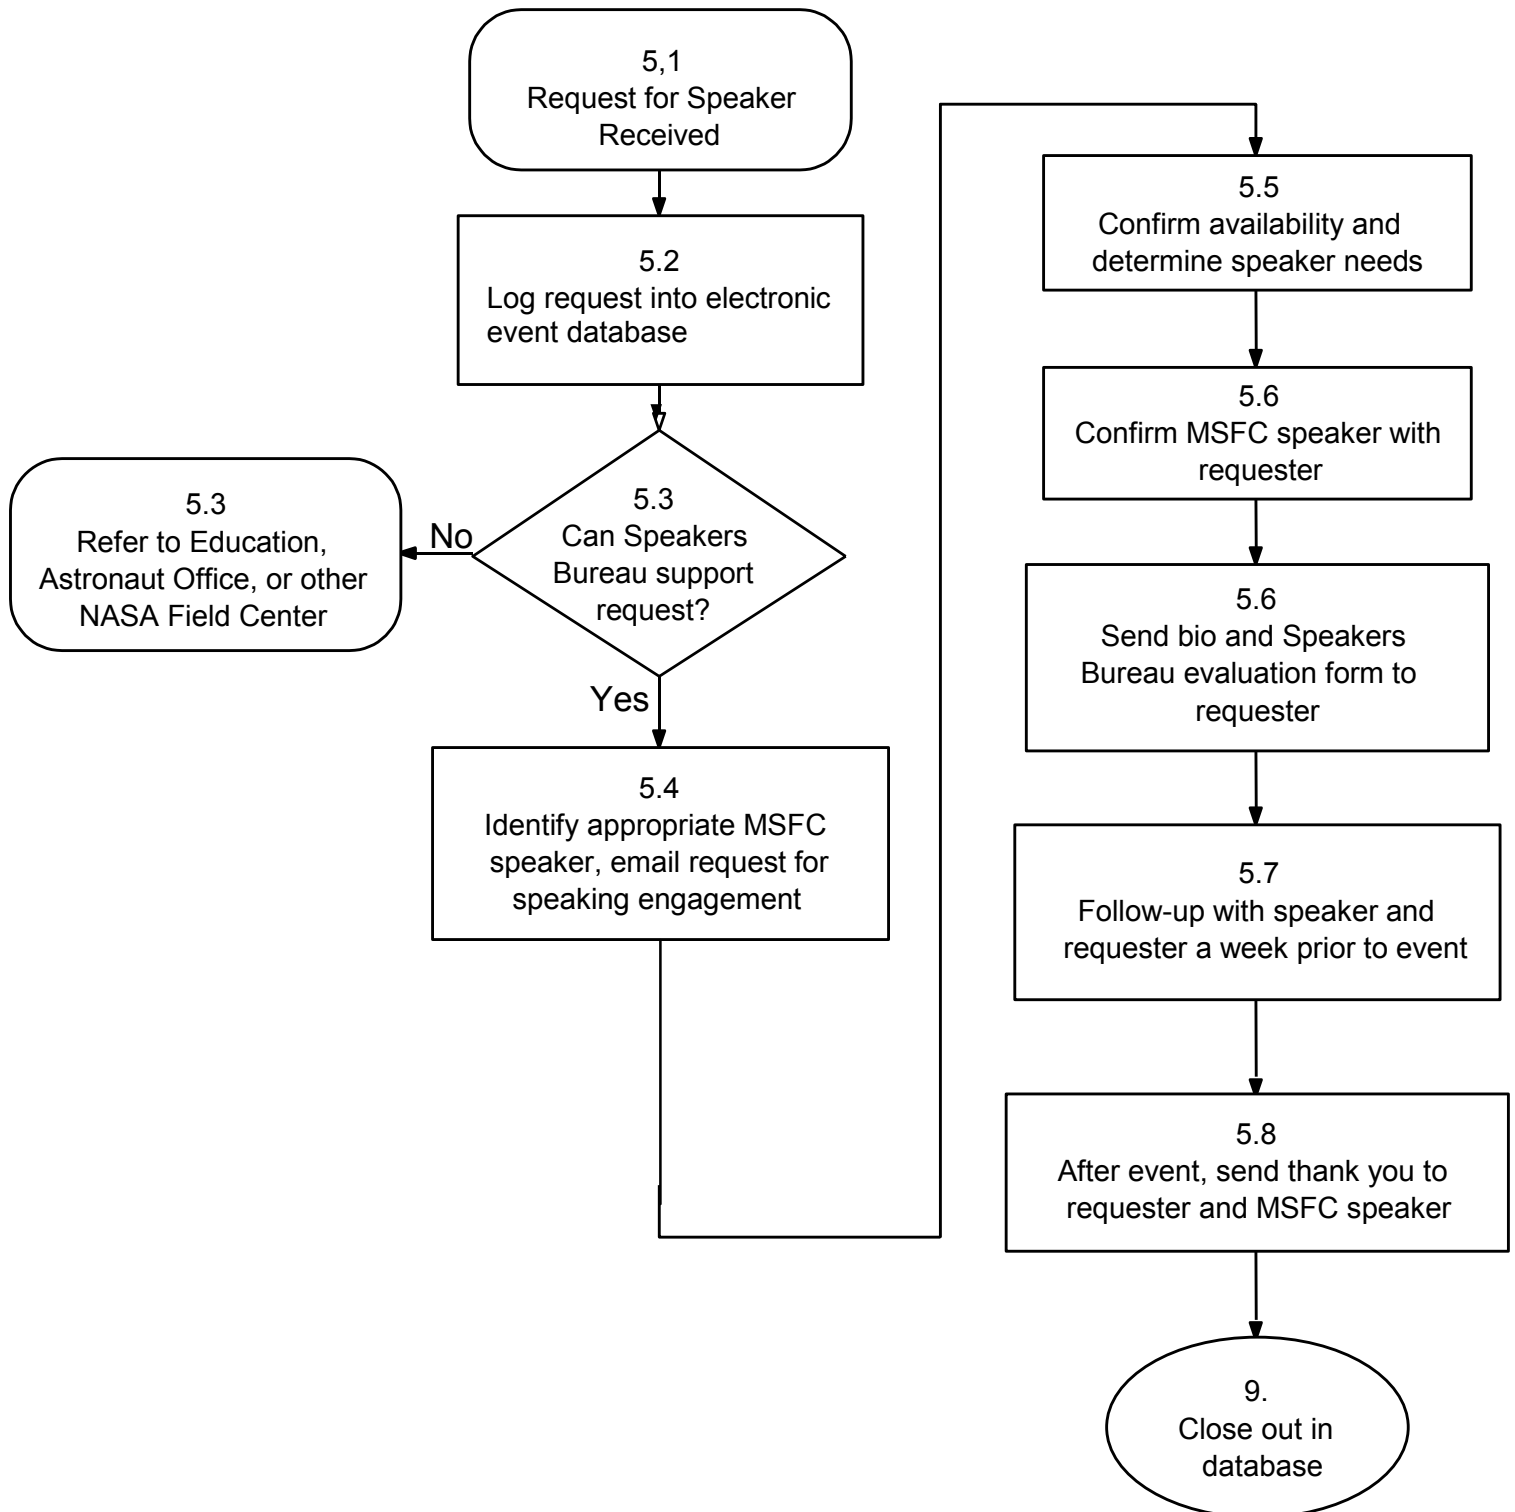 5,1
Request for Speaker
Received
5.2
Log request into electronic
event database
5.3
Can Speakers
Bureau support
request?
No
5.3
Refer to Education,
Astronaut Office, or other
NASA Field Center
Yes
5.4
Identify appropriate MSFC
speaker, email request for
speaking engagement
5.5
Confirm availability and
determine speaker needs
5.6
Confirm MSFC speaker with
requester
5.6
Send bio and Speakers
Bureau evaluation form to
requester
5.7
Follow-up with speaker and
requester a week prior to event
5.8
After event, send thank you to
requester and MSFC speaker
9.
Close out in
database